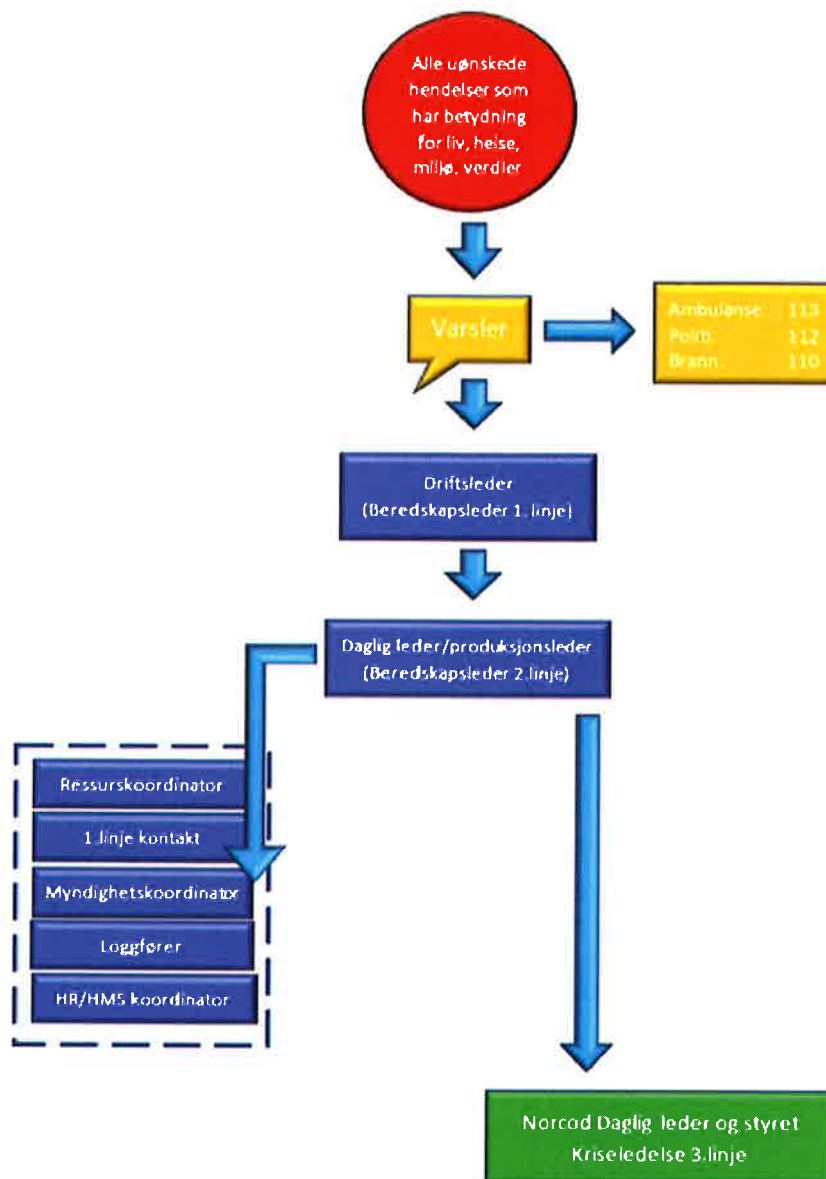 Alle uønskede
hendelser som
har betydning
for liv, helse,
miljø, verdier
Varsler
Ambulanse 113
Politi 112
Brann 110
Driftsleder
(Beredskapsleder 1.linje)
Daglig leder/produksjonsleder
(Beredskapsleder 2.linje)
Ressurskoordinator
1.linje kontakt
Myndighetskoordinator
Loggfører
HR/HMS koordinator
Norcod Daglig leder og styret
Kriseledelse 3.linje